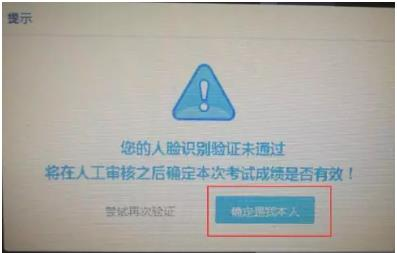 提示
您的人脸识别验证未通过
将在人工审核之后确定本次考试成绩是否有效！
尝试再次验证
确定是我本人